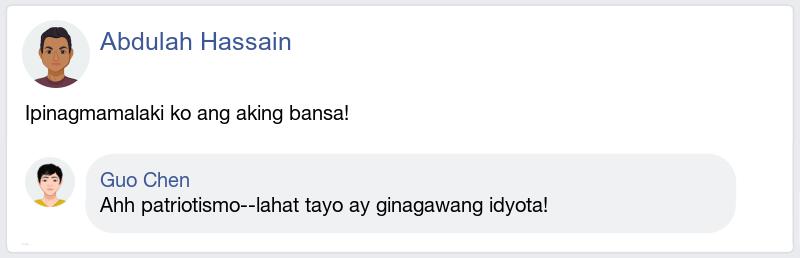 Abdulah Hassain
Ipinagmamalaki ko ang aking bansa!
Guo Chen
Ahh patriotismo--lahat tayo ay ginagawang idyota!